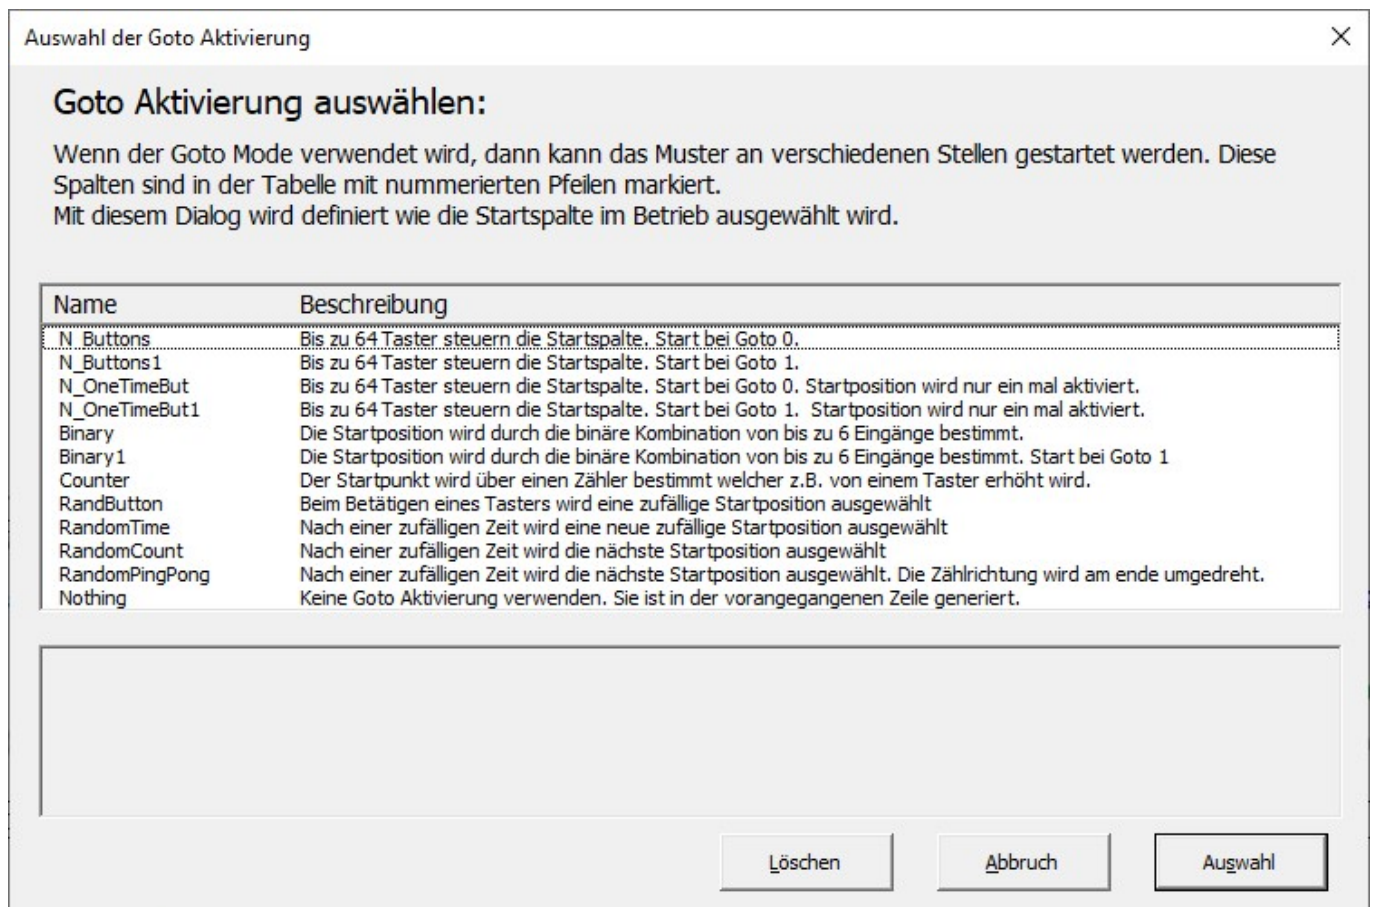 Auswahl der Goto Aktivierung
Goto Aktivierung auswählen:
Wenn der Goto Mode verwendet wird, dann kann das Muster an verschiedenen Stellen gestartet werden. Diese
Spalten sind in der Tabelle mit nummerierten Pfeilen markiert.
Mit diesem Dialog wird definiert wie die Startspalte im Betrieb ausgewählt wird.
Name Beschreibung
N_Buttons Bis zu 64 Taster steuern die Startspalte. Start bei Goto 0.
N_Buttons1 Bis zu 64 Taster steuern die Startspalte. Start bei Goto 1.
N_OneTimeBut Bis zu 64 Taster steuern die Startspalte. Start bei Goto 0. Startposition wird nur ein mal aktiviert.
N_OneTimeBut1 Bis zu 64 Taster steuern die Startspalte. Start bei Goto 1. Startposition wird nur ein mal aktiviert.
Binary Die Startposition wird durch die binäre Kombination von bis zu 6 Eingänge bestimmt.
Binary1 Die Startposition wird durch die binäre Kombination von bis zu 6 Eingänge bestimmt. Start bei Goto 1
Counter Der Startpunkt wird über einen Zähler bestimmt welcher z.B. von einem Taster erhöht wird.
RandButton Beim Betätigen eines Tasters wird eine zufällige Startposition ausgewählt
RandomTime Nach einer zufälligen Zeit wird eine neue zufällige Startposition ausgewählt
RandomCount Nach einer zufälligen Zeit wird die nächste Startposition ausgewählt
RandomPingPong Nach einer zufälligen Zeit wird die nächste Startposition ausgewählt. Die Zählrichtung wird am ende umgedreht.
Nothing Keine Goto Aktivierung verwenden. Sie ist in der vorangegangenen Zeile generiert.
Löschen Abbruch Auswahl